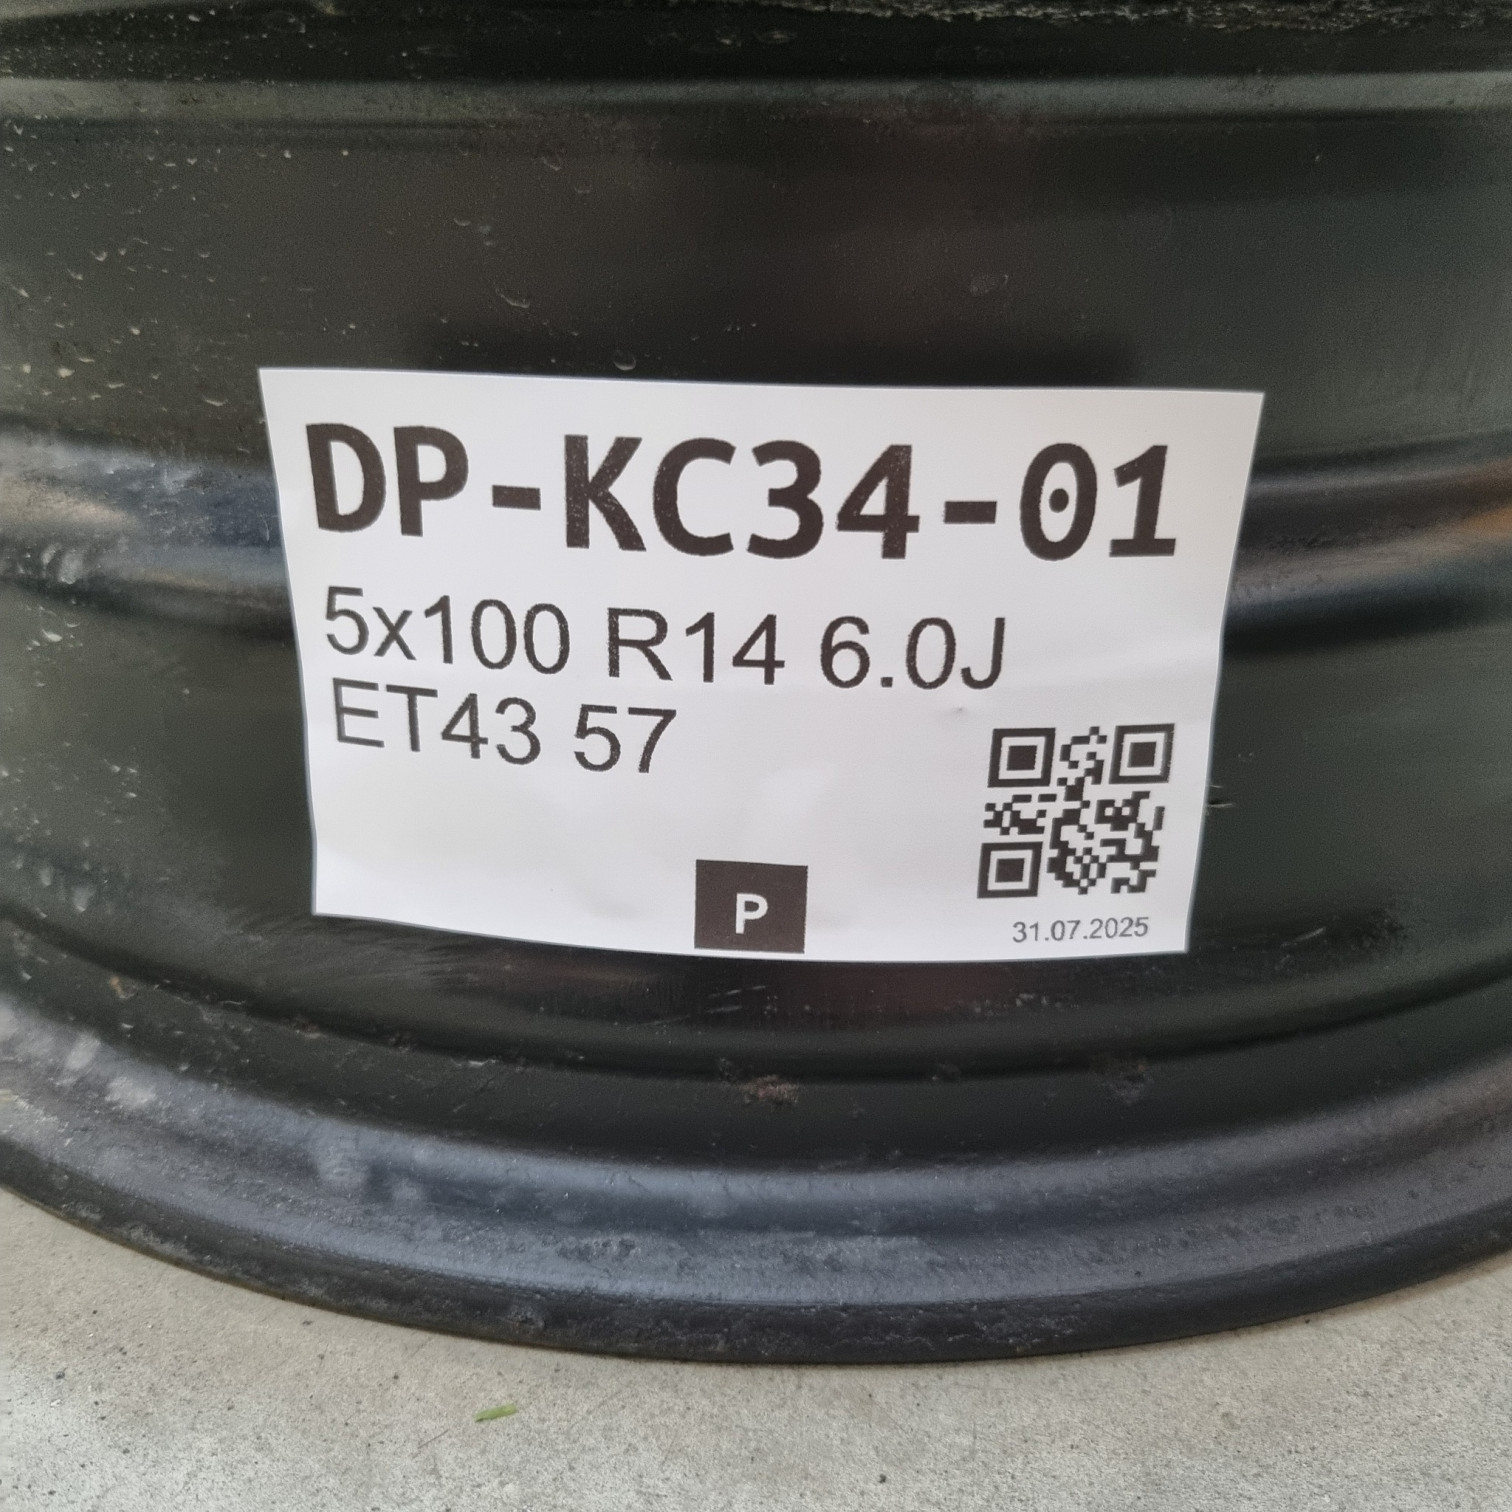 DP-KC34-01
5x100 R14 6.0J
ET43 57
P
31.07.2025